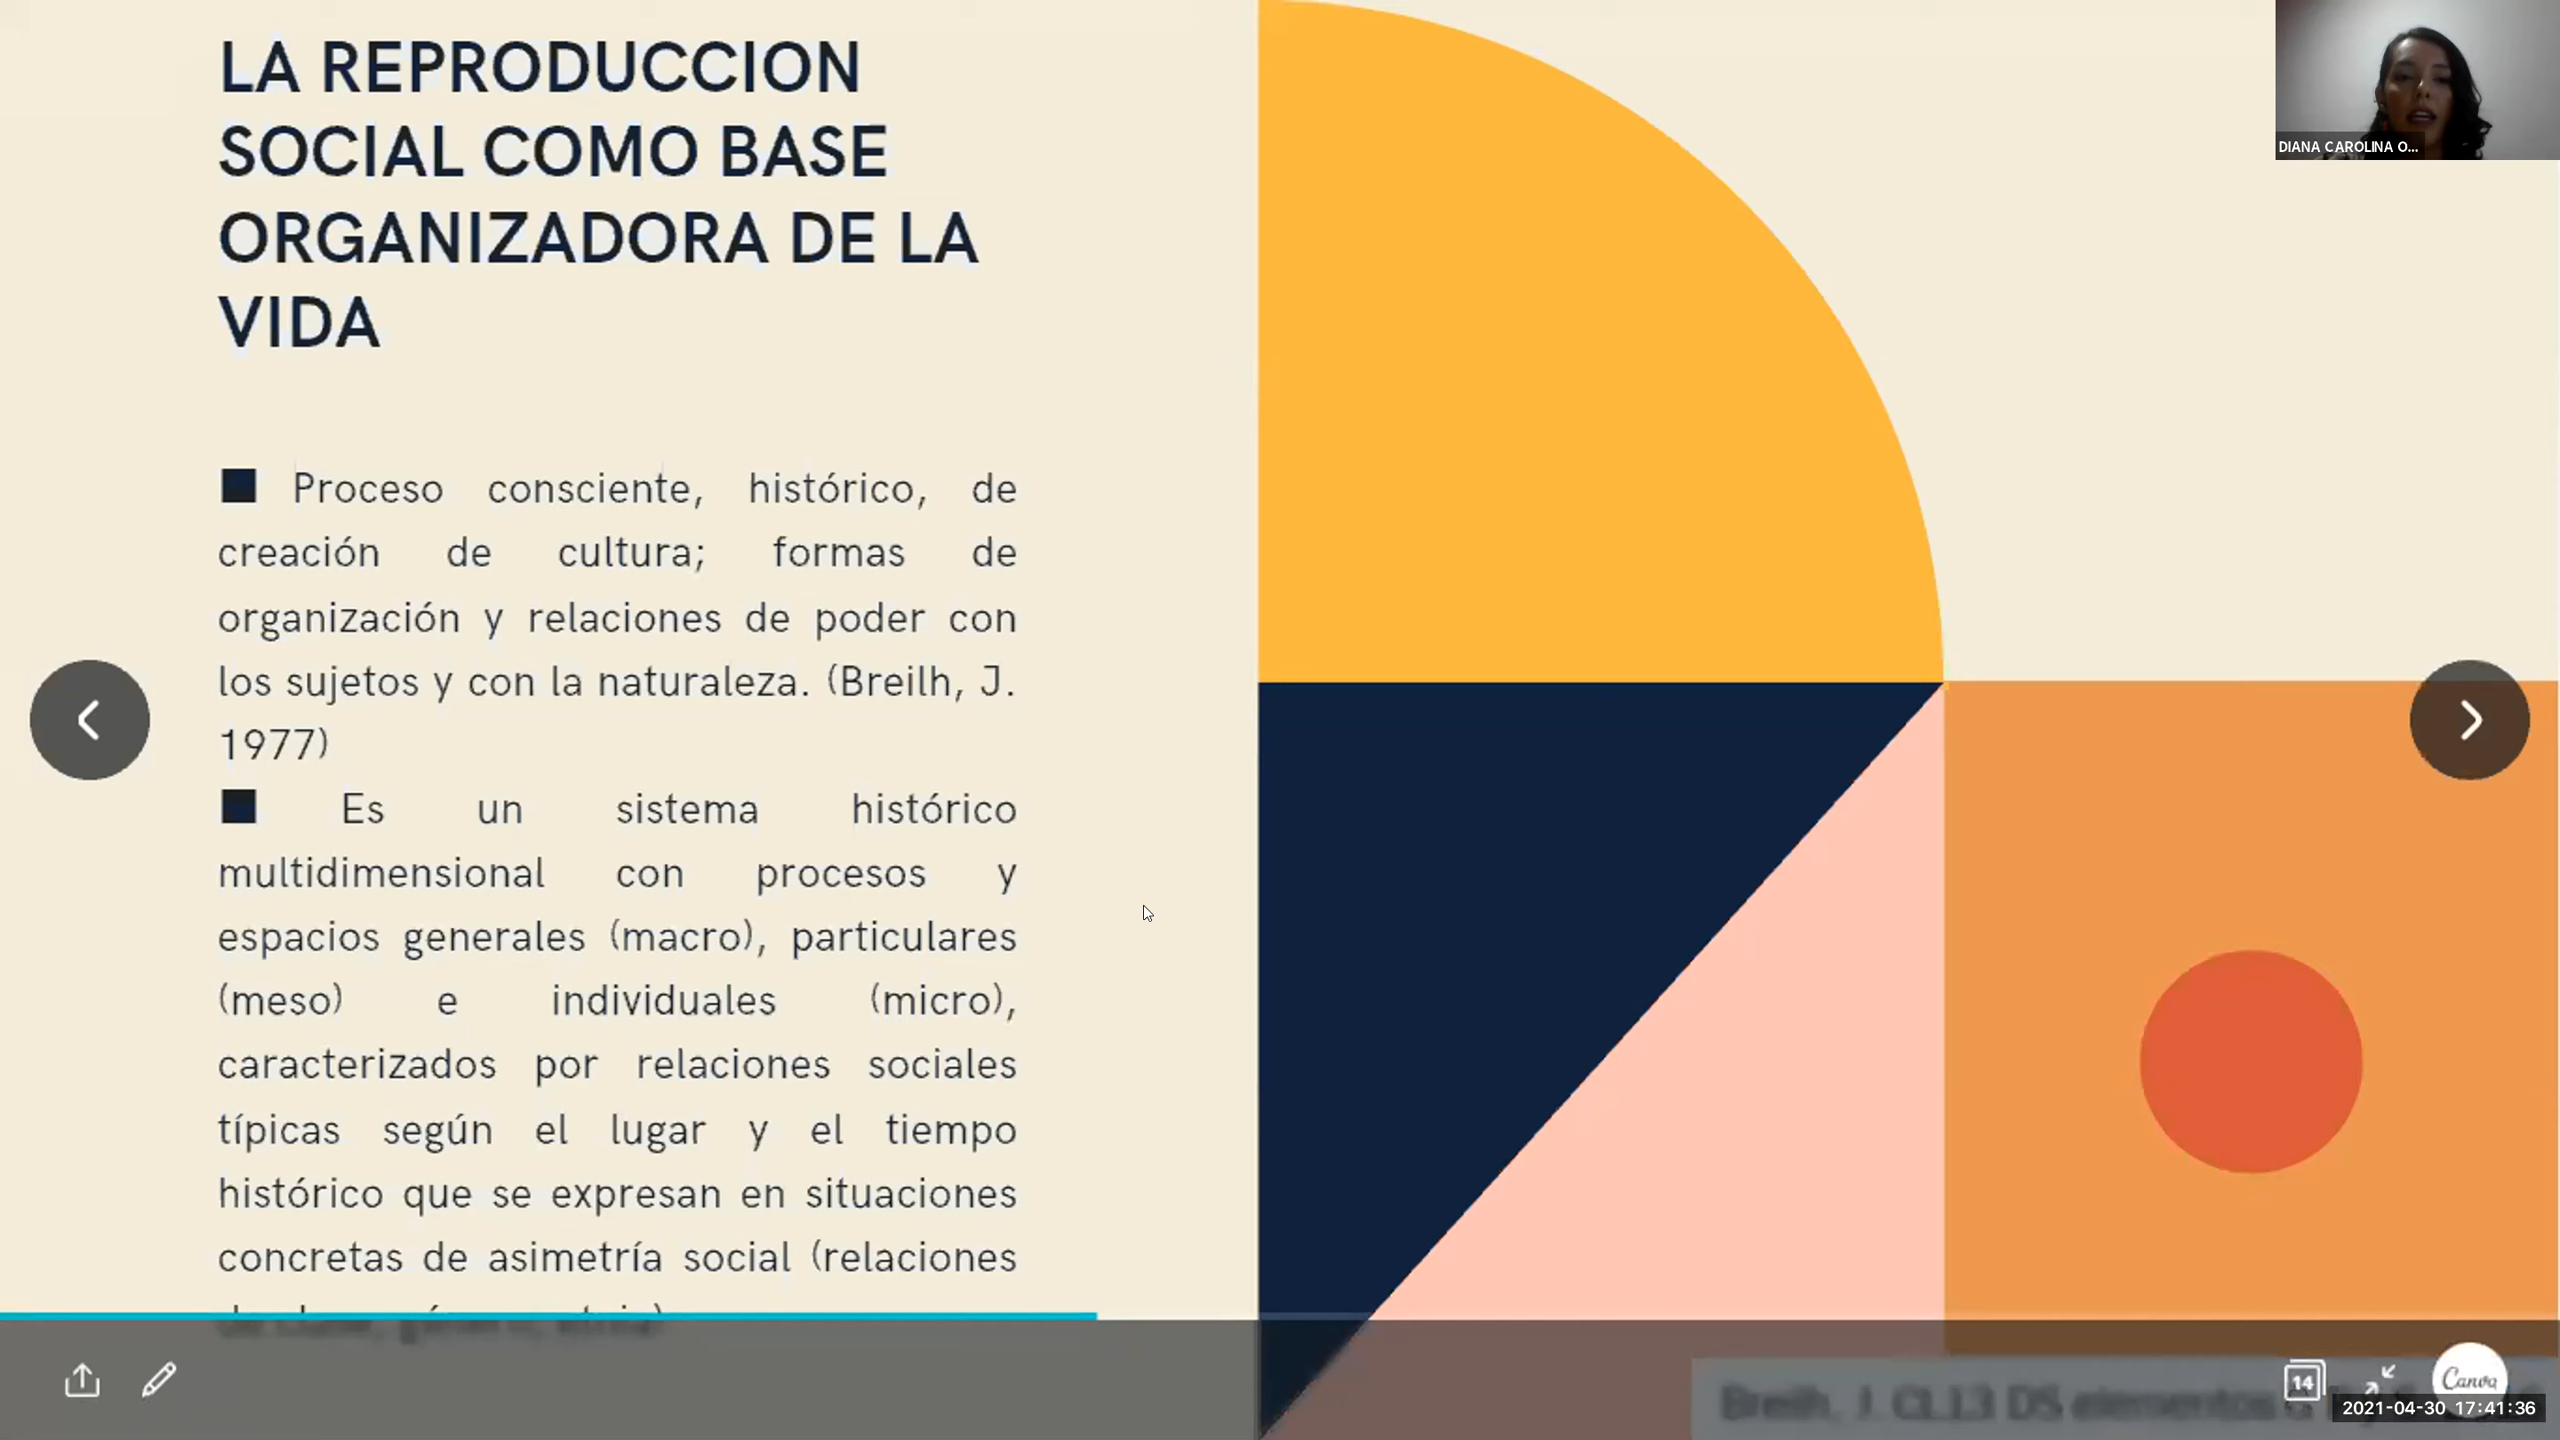 LA REPRODUCCION
SOCIAL COMO BASE
ORGANIZADORA DE LA
VIDA
DIANA CAROLINA O...
■ Proceso consciente, histórico, de
creación de cultura; formas de
organización y relaciones de poder con
los sujetos y con la naturaleza. (Breilh, J.
1977)
■ Es un sistema histórico
multidimensional con procesos y
espacios generales (macro), particulares
(meso) e individuales (micro),
caracterizados por relaciones sociales
típicas según el lugar y el tiempo
histórico que se expresan en situaciones
concretas de asimetría social (relaciones
14
Canva
Breilh, J. DS elementos
2021-04-30 17:41:36